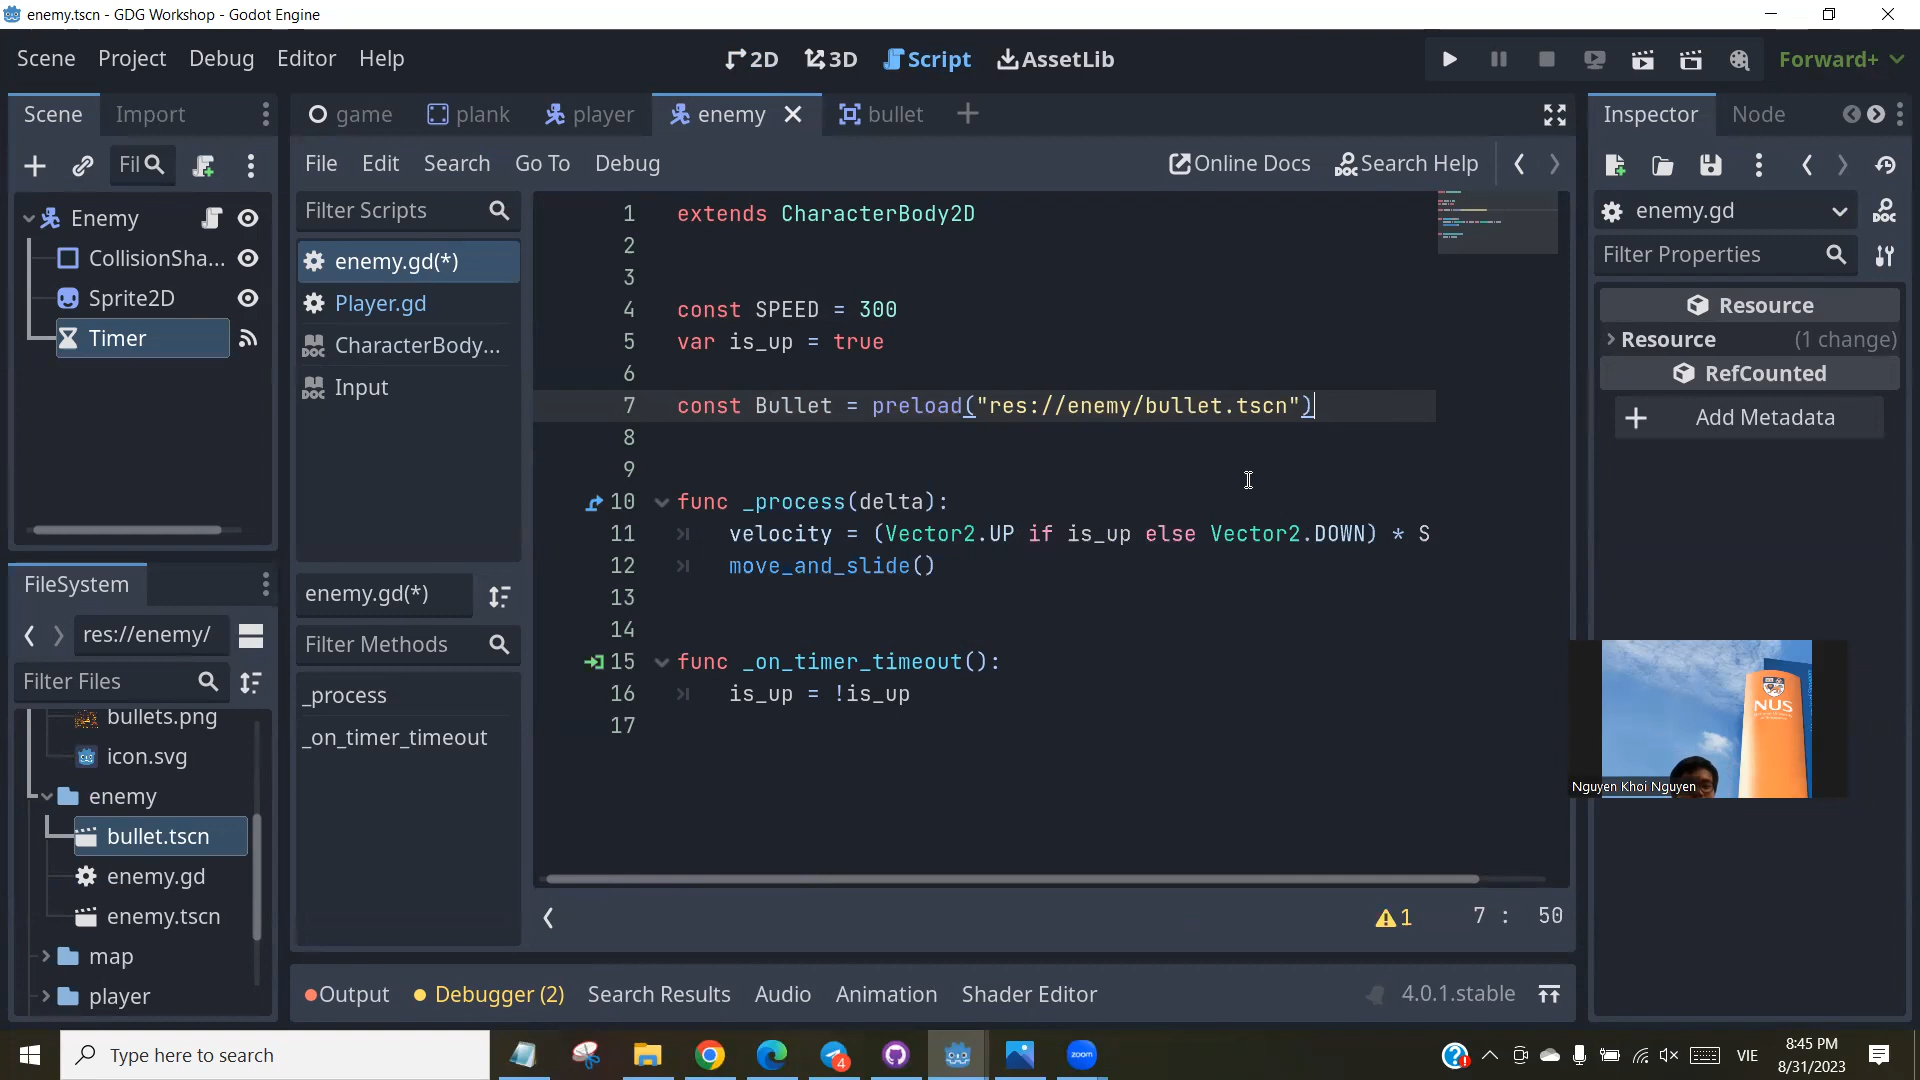 enemy.tscn - GDG Workshop - Godot Engine
Scene Project Debug Editor Help
2D 3D Script AssetLib
Forward+
Scene Import
game plank player enemy bullet
Inspector Node
Fil
File Edit Search Go To Debug
Online Docs Search Help
enemy.gd
Filter Properties
Resource
Resource (1 change)
RefCounted
Add Metadata
Enemy
CollisionSha...
Sprite2D
Timer
Filter Scripts
enemy.gd(*)
Player.gd
CharacterBody...
Input
enemy.gd(*)
Filter Methods
_process
_on_timer_timeout
1 extends CharacterBody2D
2
3
4 const SPEED = 300
5 var is_up = true
6
7 const Bullet = preload("res://enemy/bullet.tscn")
8
9
10 func _process(delta):
11 velocity = (Vector2.UP if is_up else Vector2.DOWN) * S
12 move_and_slide()
13
14
15 func _on_timer_timeout():
16 is_up = !is_up
17
1 7 : 50
FileSystem
res://enemy/
Filter Files
bullets.png
icon.svg
enemy
bullet.tscn
enemy.gd
enemy.tscn
map
player
Output Debugger (2) Search Results Audio Animation Shader Editor
4.0.1.stable
NUS
Nguyen Khoi Nguyen
Type here to search
4
zoom
VIE
8:45 PM
8/31/2023